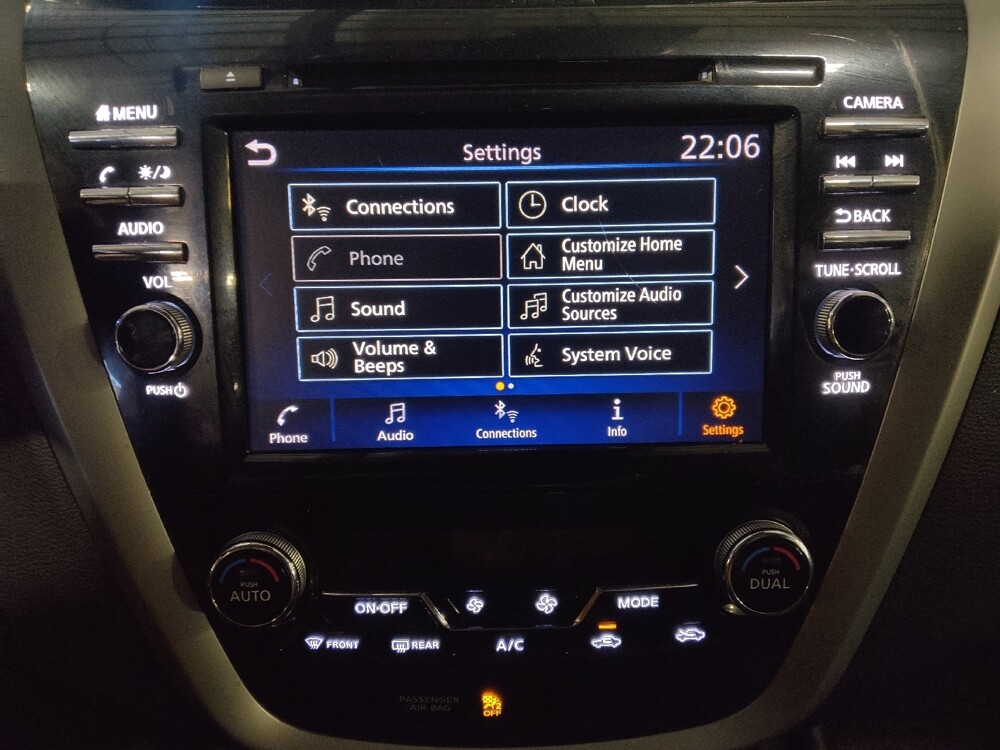 MENU
CAMERA
AUDIO
BACK
VOL
TUNE·SCROLL
PUSH
PUSH
SOUND
Settings
22:06
Connections
Clock
Phone
Customize Home
Menu
Sound
Customize Audio
Sources
Volume &
Beeps
System Voice
Phone
Audio
Connections
Info
Settings
PUSH
AUTO
PUSH
DUAL
ON·OFF
MODE
FRONT
REAR
A/C
PASSENGER
AIR BAG
2
OFF